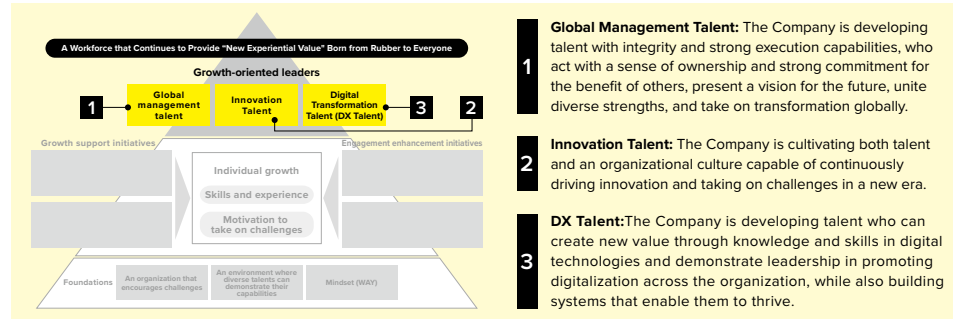 A Workforce that Continues to Provide "New Experiential Value" Born from Rubber to Everyone
Growth-oriented leaders
1
Global
management
talent
Innovation
Talent
Digital
Transformation
Talent (DX Talent)
3
2
Growth support initiatives
Engagement enhancement initiatives
Individual growth
Skills and experience
Motivation to
take on challenges
Foundations
An organization that
encourages challenges
An environment where
diverse talents can
demonstrate their
capabilities
Mindset (WAY)
1
Global Management Talent: The Company is developing
talent with integrity and strong execution capabilities, who
act with a sense of ownership and strong commitment for
the benefit of others, present a vision for the future, unite
diverse strengths, and take on transformation globally.
2
Innovation Talent: The Company is cultivating both talent
and an organizational culture capable of continuously
driving innovation and taking on challenges in a new era.
3
DX Talent:The Company is developing talent who can
create new value through knowledge and skills in digital
technologies and demonstrate leadership in promoting
digitalization across the organization, while also building
systems that enable them to thrive.